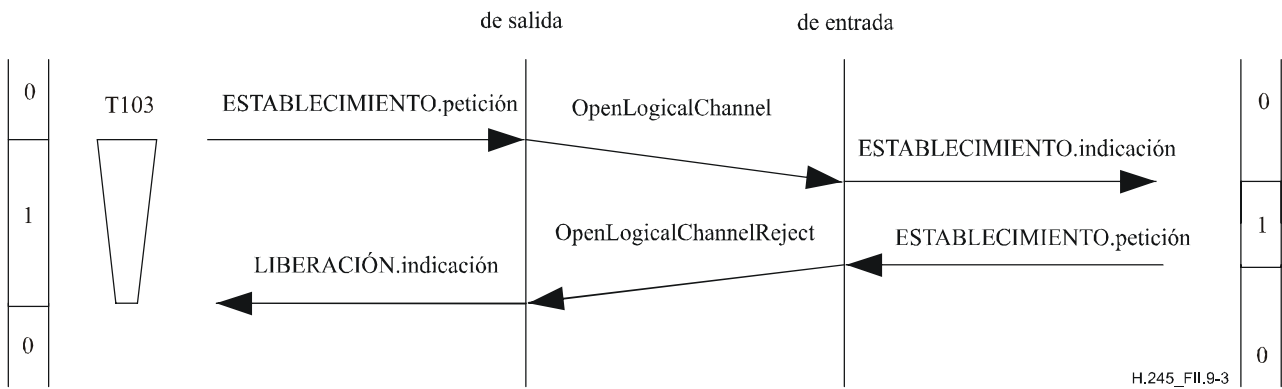 de salida
de entrada
0
T103
ESTABLECIMIENTO.petición
OpenLogicalChannel
0
ESTABLECIMIENTO.indicación
1
OpenLogicalChannelReject
ESTABLECIMIENTO.petición
1
LIBERACIÓN.indicación
0
0
H.245_FII.9-3